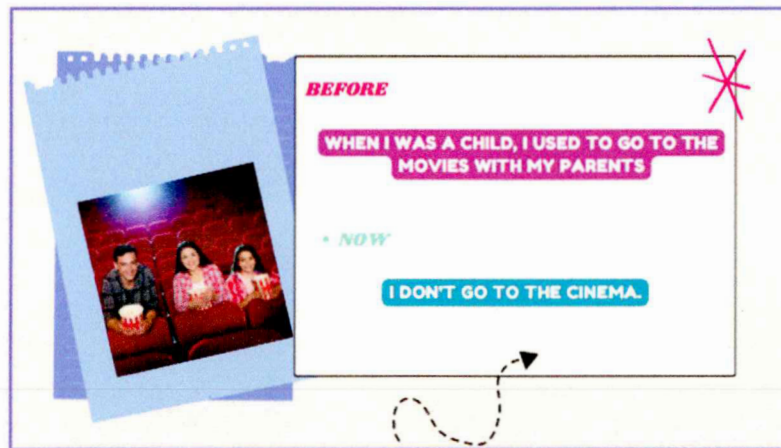 BEFORE
WHEN I WAS A CHILD, I USED TO GO TO THE
MOVIES WITH MY PARENTS
• NOW
I DON'T GO TO THE CINEMA.